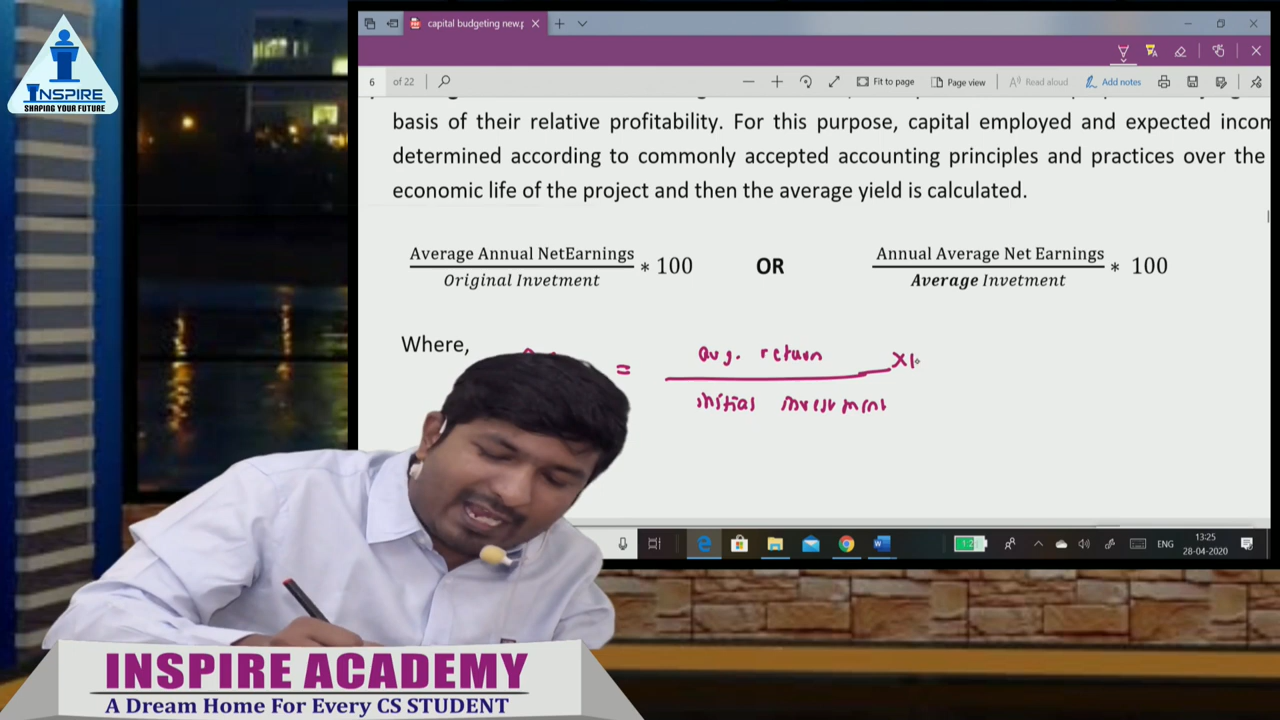 INSPIRE
SHAPING YOUR FUTURE
capital budgeting new.p
6 of 22
Fit to page
Page view
Read aloud
Add notes
basis of their relative profitability. For this purpose, capital employed and expected incom
determined according to commonly accepted accounting principles and practices over the
economic life of the project and then the average yield is calculated.
Average Annual NetEarnings
Original Invetment
* 100
OR
Annual Average Net Earnings
Average Invetment
* 100
Where,
= avg. return
initial investment
X1
ENG
13:25
28-04-2020
12
INSPIRE ACADEMY
A Dream Home For Every CS STUDENT